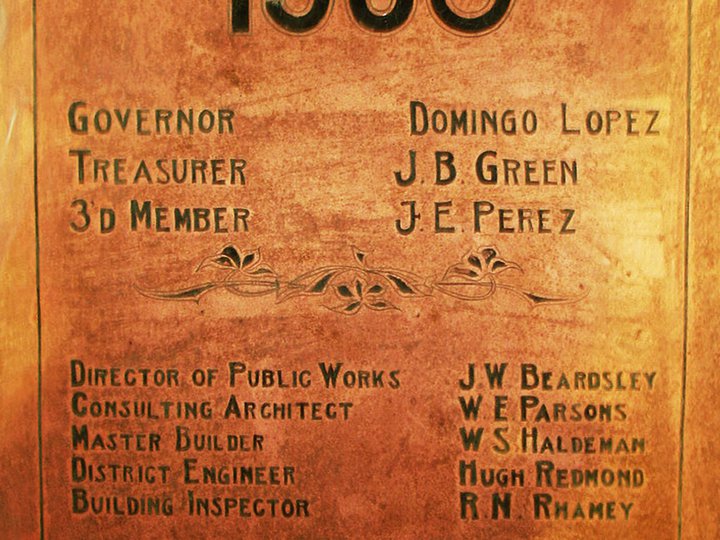 Governor Domingo Lopez
Treasurer J. B. Green
3'd Member J. E. Perez
Director of Public Works J. W. Beardsley
Consulting Architect W. E. Parsons
Master Builder W. S. Haldeman
District Engineer Hugh Redmond
Building Inspector R. N. Rhamey